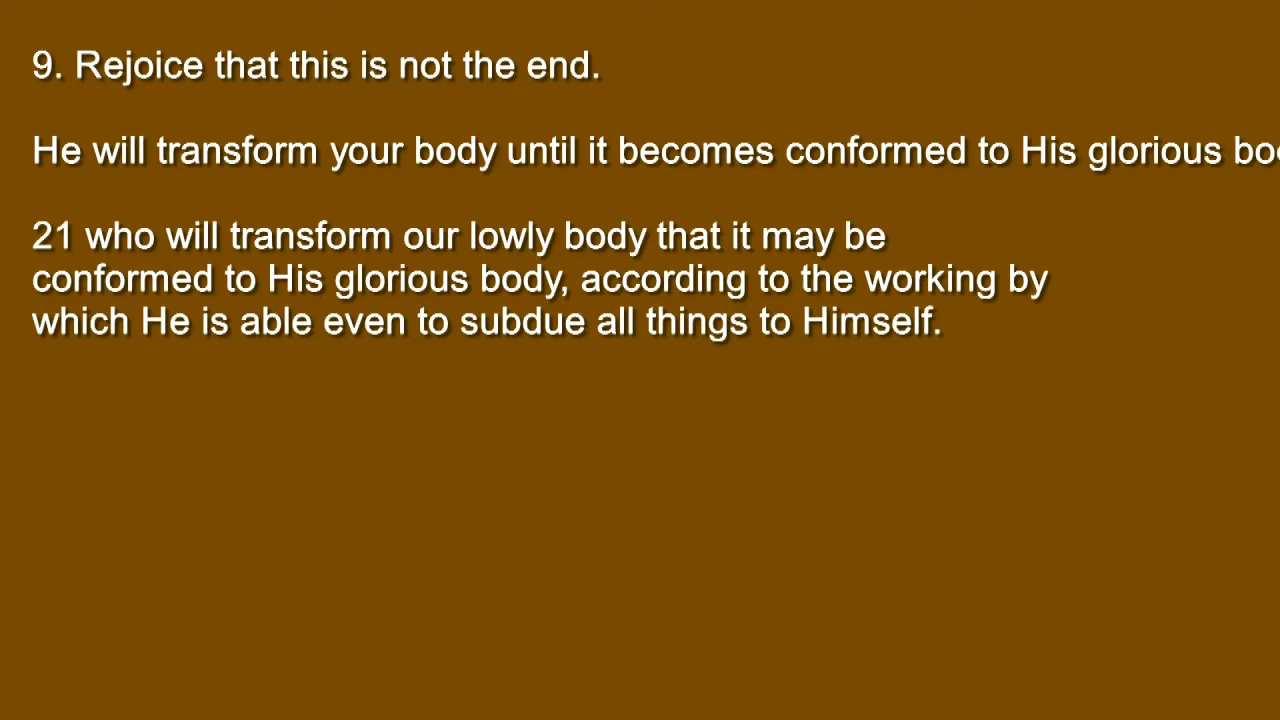 9. Rejoice that this is not the end.
He will transform your body until it becomes conformed to His glorious
21 who will transform our lowly body that it may be
conformed to His glorious body, according to the working by
which He is able even to subdue all things to Himself.